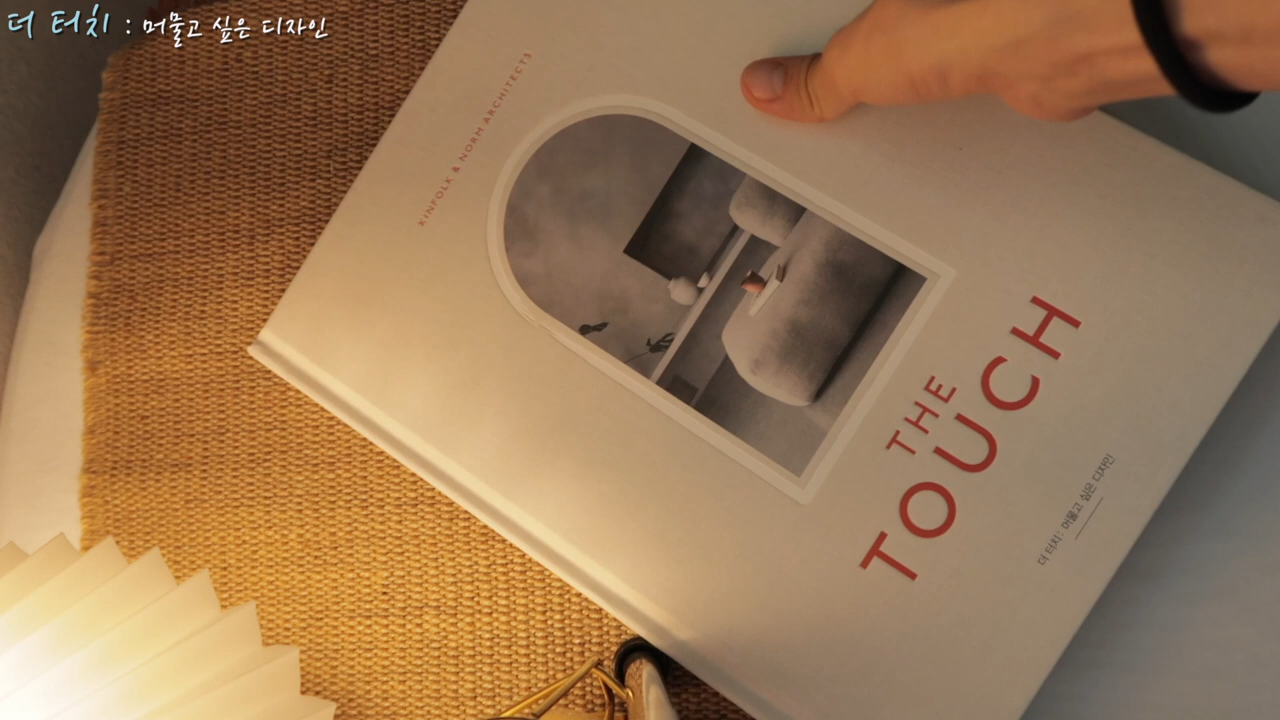 더 터치 : 머물고 싶은 디자인
KINFOLK & NORM ARCHITECTS
THE
TOUCH
더 터치: 머물고 싶은 디자인